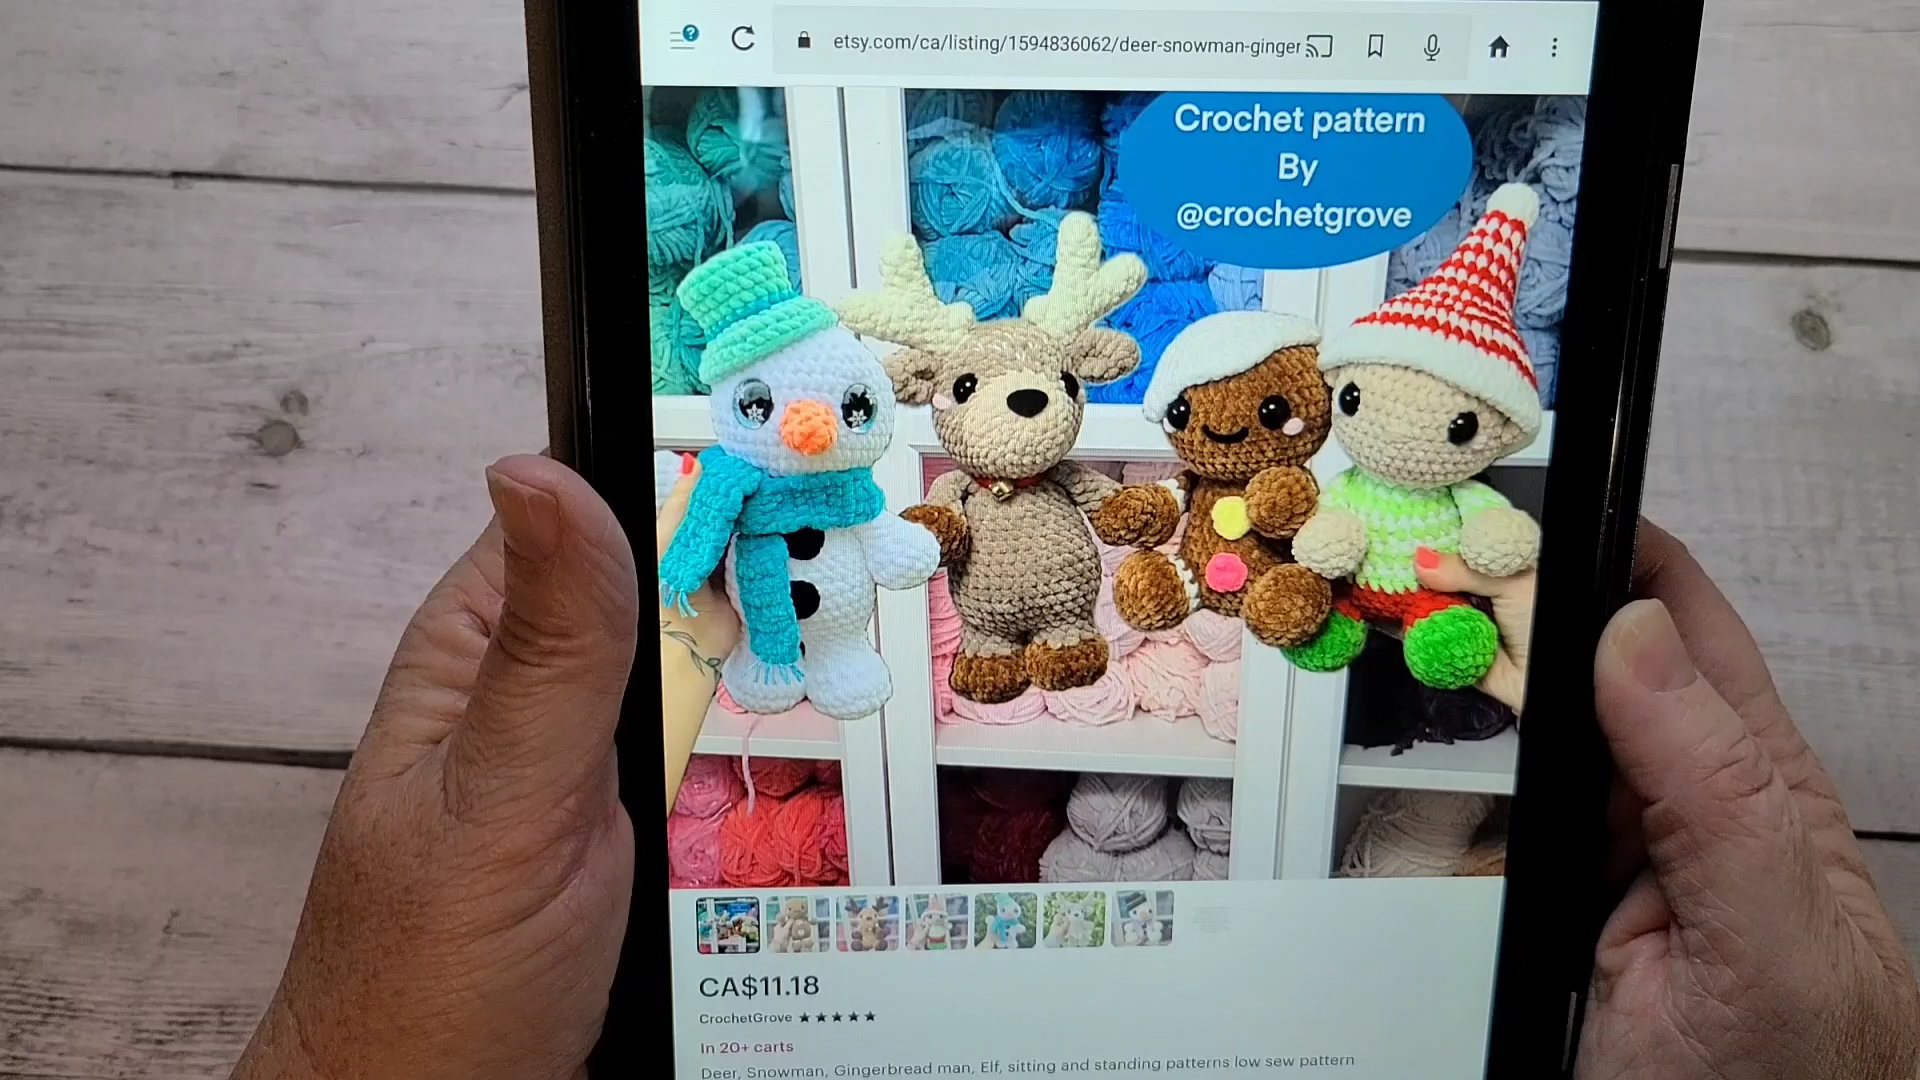 etsy.com/ca/listing/1594836062/deer-snowman-ginger
Crochet pattern
By
@crochetgrove
CA$11.18
CrochetGrove ★★★★★
In 20+ carts
Deer, Snowman, Gingerbread man, Elf, sitting and standing patterns low sew pattern